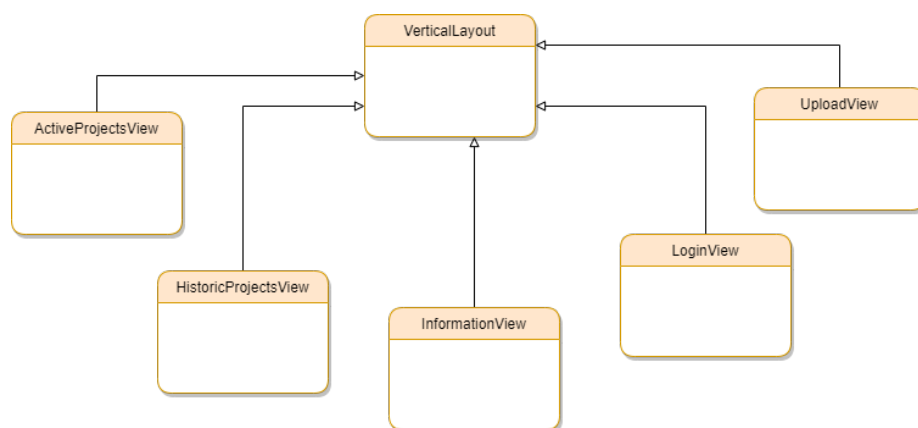 VerticalLayout
UploadView
ActiveProjectsView
LoginView
HistoricProjectsView
InformationView